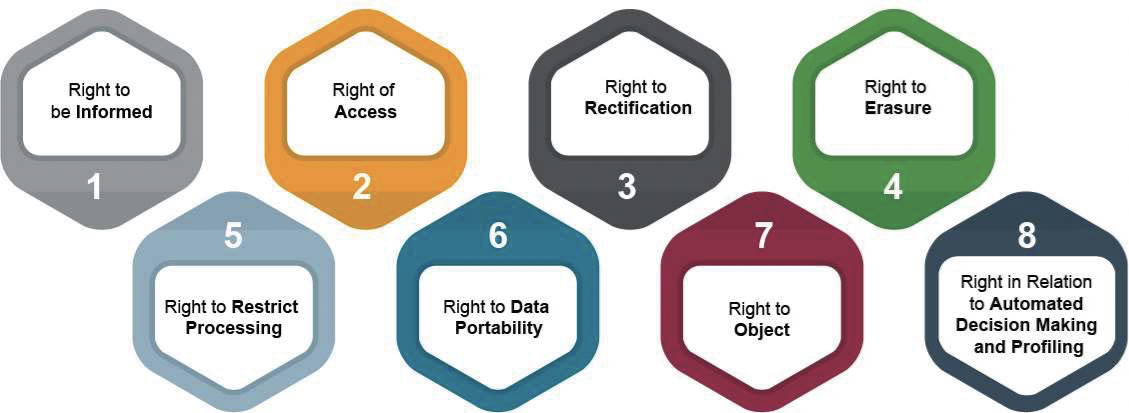 Right to
be Informed
1
Right of
Access
2
Right to
Rectification
3
Right to
Erasure
4
5
Right to Restrict
Processing
6
Right to Data
Portability
7
Right to
Object
8
Right in Relation
to Automated
Decision Making
and Profiling